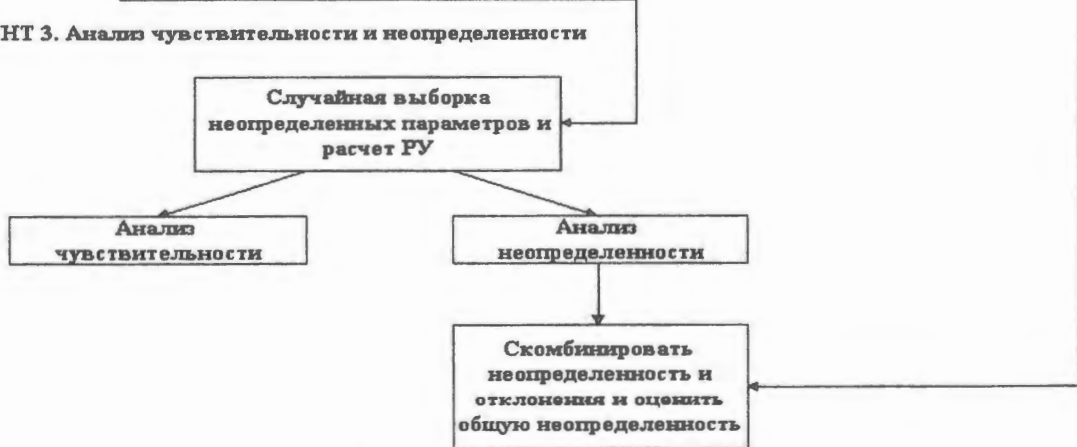 НТ 3. Анализ чувствительности и неопределенности
Случайная выборка
неопределенных параметров и
расчет РУ
Анализ
чувствительности
Анализ
неопределенности
Скомбинировать
неопределенность и
отклонения и оценить
общую неопределенность